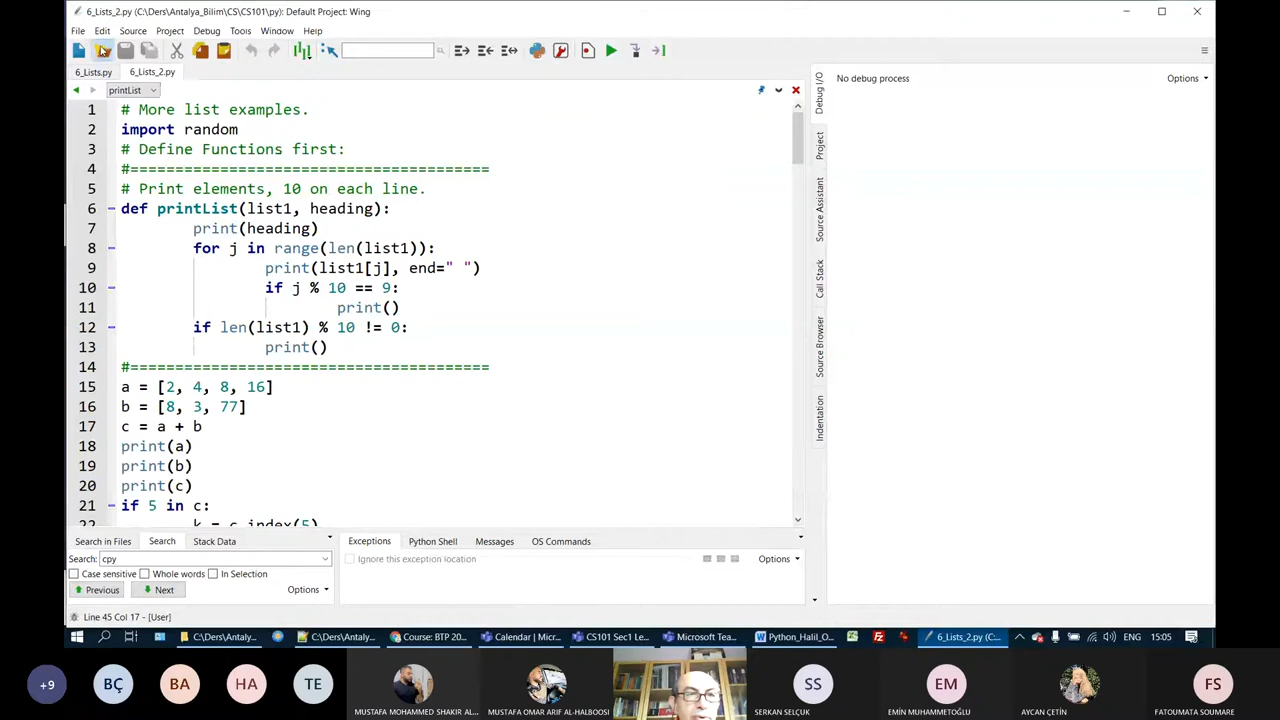 6_Lists_2.py (C:\Ders\Antalya_Bilim\CS\CS101\py): Default Project: Wing
File Edit Source Project Debug Tools Window Help
6_Lists.py 6_Lists_2.py
printList
1 # More list examples.
2 import random
3 # Define Functions first:
4 #=========================================
5 # Print elements, 10 on each line.
6 def printList(list1, heading):
7 print(heading)
8 for j in range(len(list1)):
9 print(list1[j], end=" ")
10 if j % 10 == 9:
11 print()
12 if len(list1) % 10 != 0:
13 print()
14 #=========================================
15 a = [2, 4, 8, 16]
16 b = [8, 3, 77]
17 c = a + b
18 print(a)
19 print(b)
20 print(c)
21 if 5 in c:
22 k = c.index(5)
No debug process
Options
Debug I/O
Project
Source Assistant
Call Stack
Source Browser
Indentation
Search in Files Search Stack Data
Search: cpy
Case sensitive Whole words In Selection
Previous Next Options
Exceptions Python Shell Messages OS Commands
Ignore this exception location
Options
Line 45 Col 17 - [User]
C:\Ders\Antaly... C:\Ders\Antaly... Course: BTP 20... Calendar | Micr... CS101 Sec1 Le... Microsoft Tea... Python_Halil_O... 6_Lists_2.py (C:... ENG 15:05
+9 BÇ BA HA TE SS EM FS
MUSTAFA MOHAMMED SHAKIR AL... MUSTAFA OMAR ARIF AL-HALBOOSI SERKAN SELÇUK EMİN MUHAMMETOĞLU AYCAN ÇETİN FATOUMATA SOUMARE